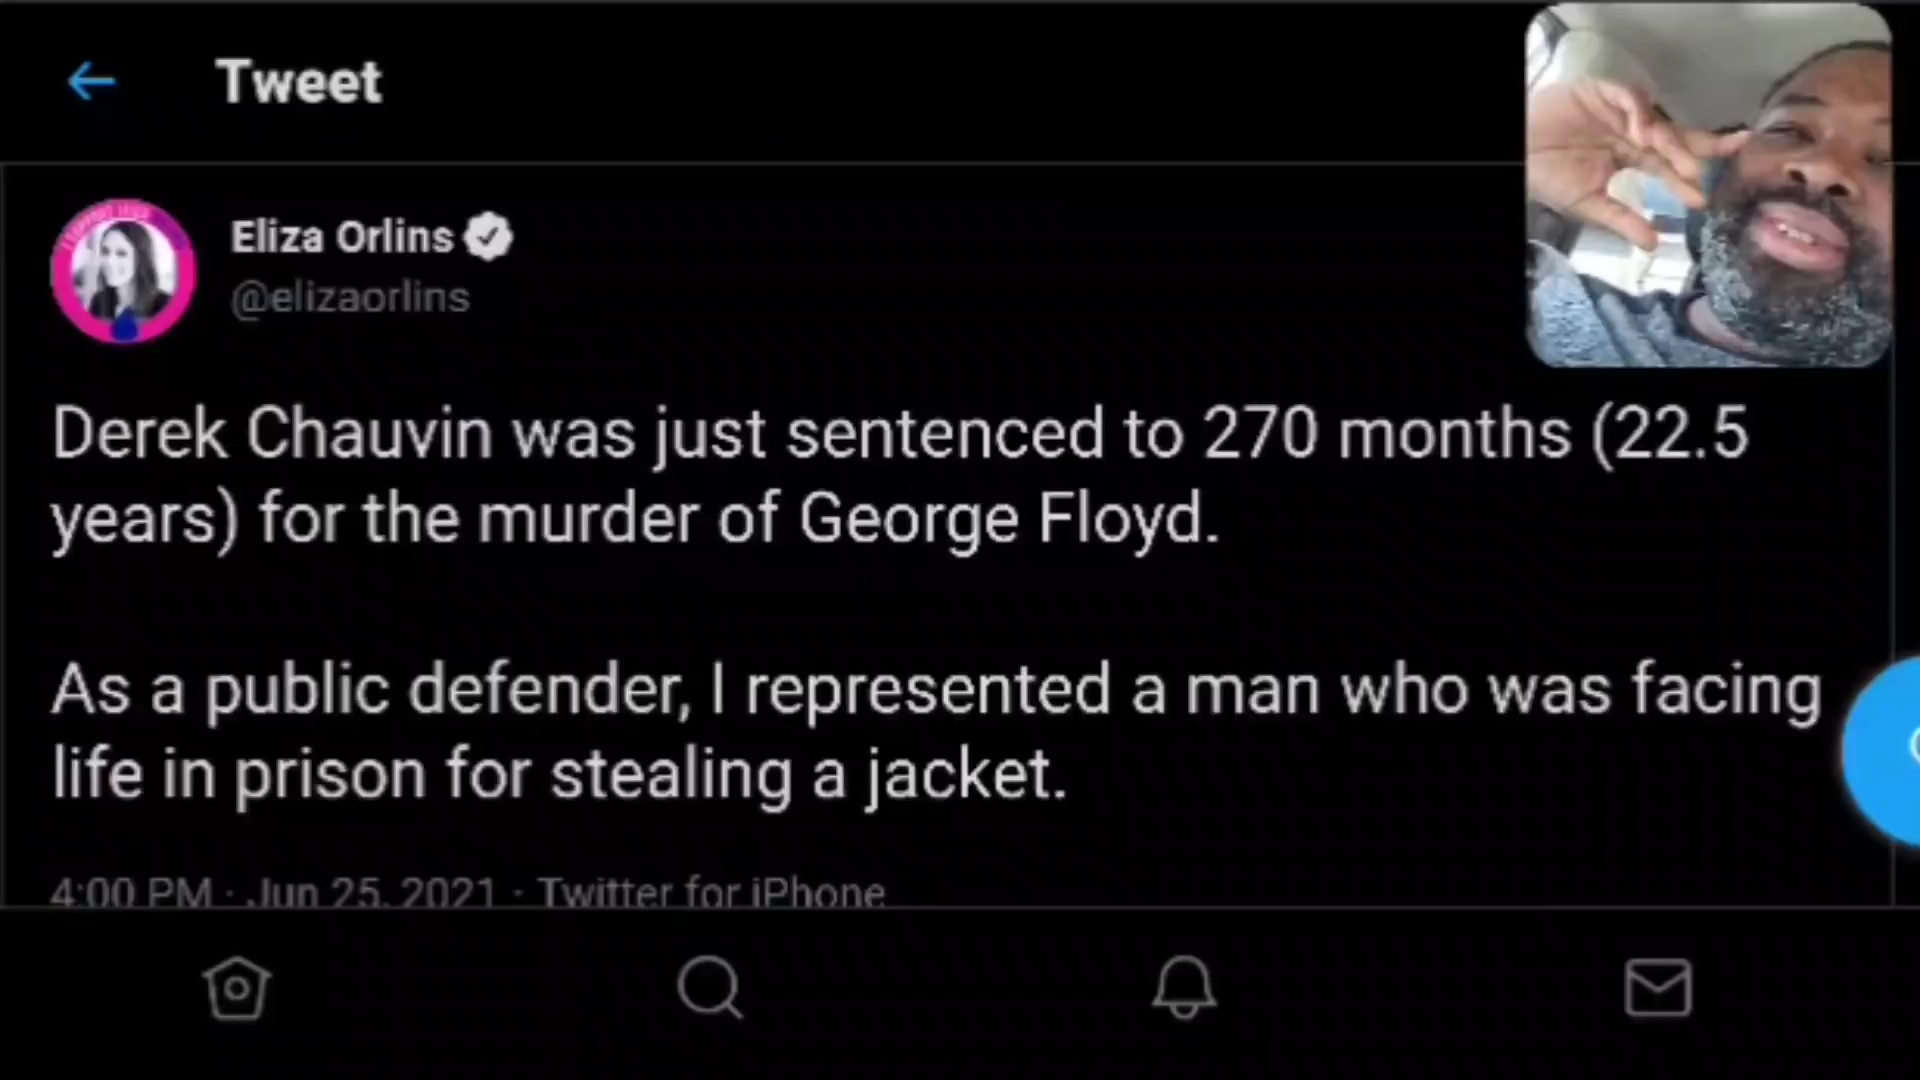 Tweet
Eliza Orlins
@elizaorlins
Derek Chauvin was just sentenced to 270 months (22.5
years) for the murder of George Floyd.
As a public defender, I represented a man who was facing
life in prison for stealing a jacket.
4:00 PM · Jun 25, 2021 · Twitter for iPhone